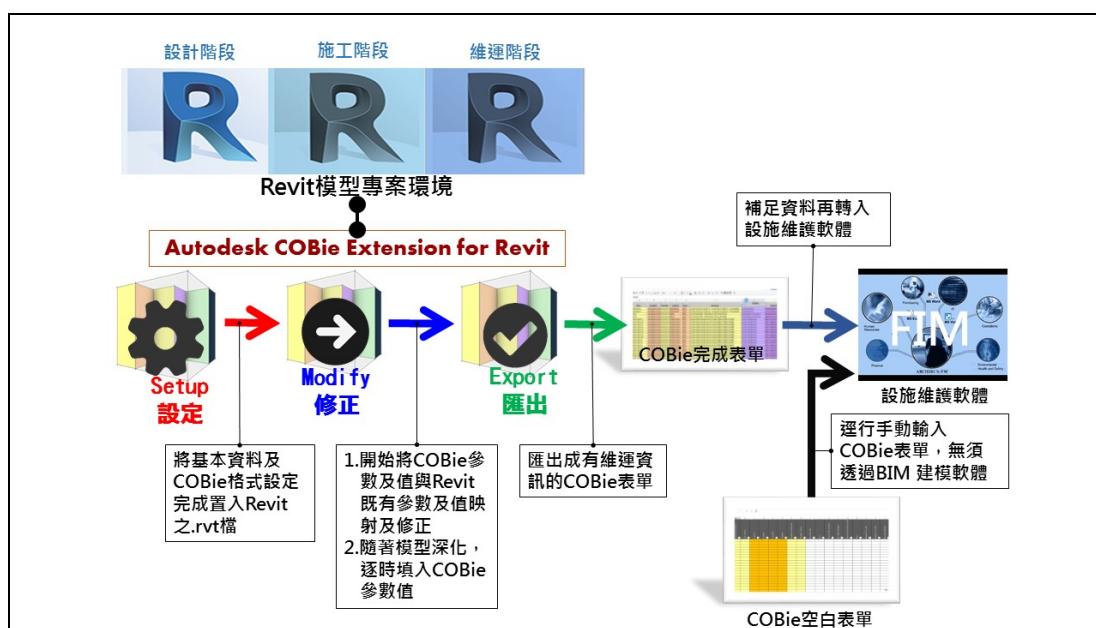 設計階段
施工階段
維運階段
Revit模型專案環境
Autodesk COBie Extension for Revit
Setup
設定
Modify
修正
Export
匯出
COBie完成表單
補足資料再轉入
設施維護軟體
FIM
設施維護軟體
將基本資料及
COBie格式設定
完成置入Revit
之.rvt檔
1.開始將COBie參
數及值與Revit
既有參數及值映
射及修正
2.隨著模型深化，
逐時填入COBie
參數值
匯出成有維運資
訊的COBie表單
逕行手動輸入
COBie表單，無須
透過BIM 建模軟體
COBie空白表單